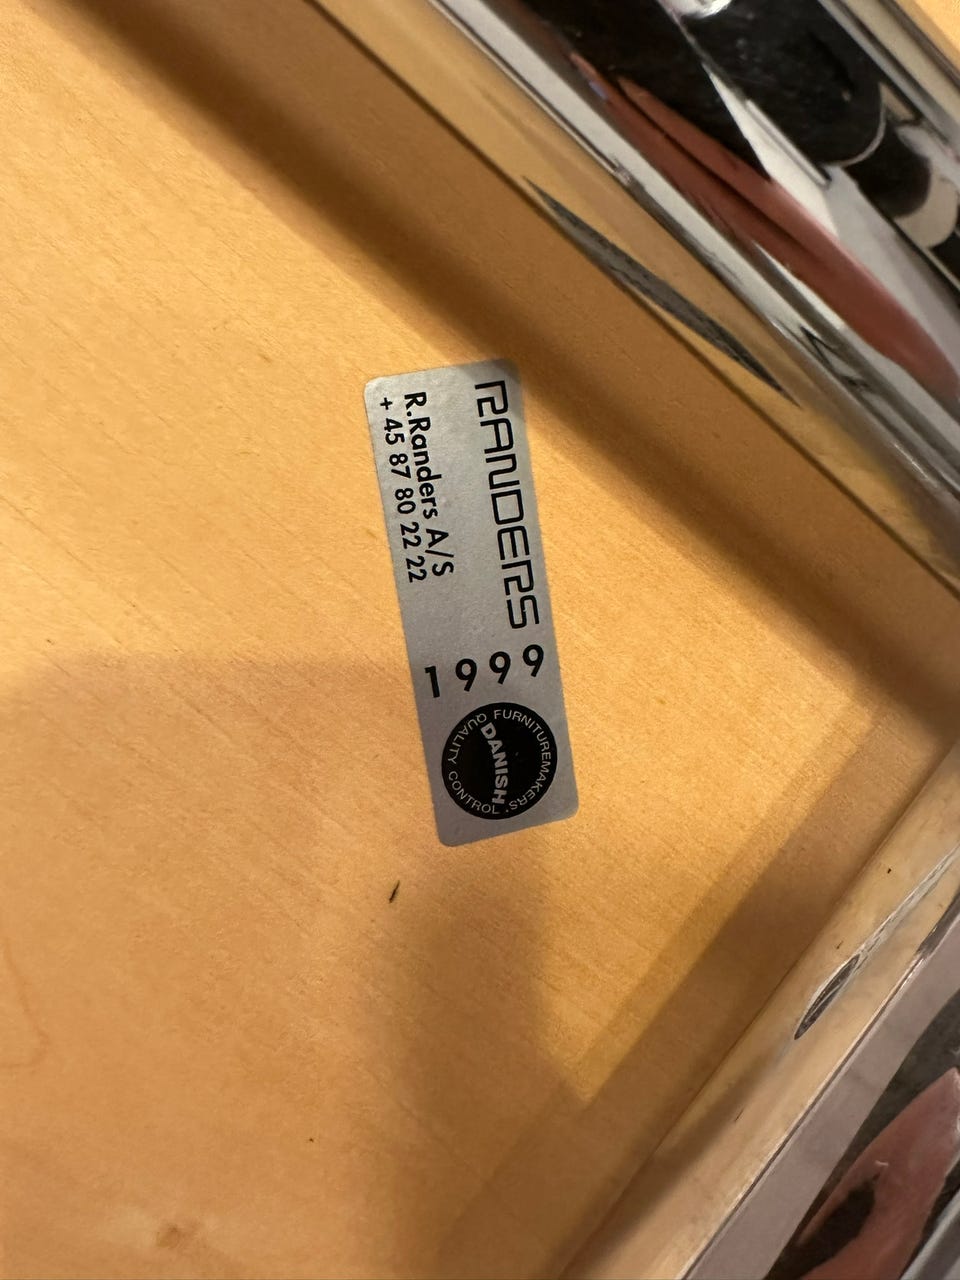 RANDERS
R.Randers A/S
+ 45 87 80 22 22
1999
DANISH
FURNITUREMAKERS'
QUALITY CONTROL